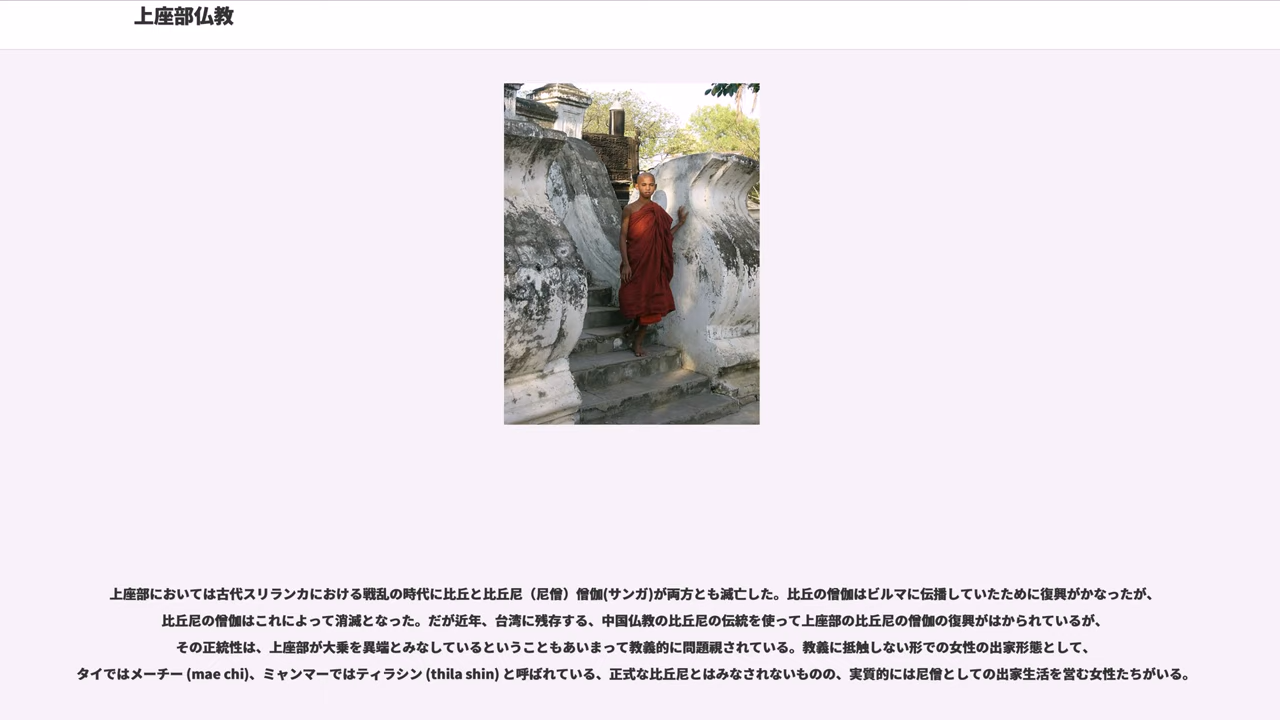 上座部仏教
上座部においては古代スリランカにおける戦乱の時代に比丘と比丘尼（尼僧）僧伽(サンガ)が両方とも滅亡した。比丘の僧伽はビルマに伝播していたために復興がかなったが、
比丘尼の僧伽はこれによって消滅となった。だが近年、台湾に残存する、中国仏教の比丘尼の伝統を使って上座部の比丘尼の僧伽の復興がはかられているが、
その正統性は、上座部が大乗を異端とみなしているということもあいまって教義的に問題視されている。教義に抵触しない形での女性の出家形態として、
タイではメーチー (mae chi)、ミャンマーではティラシン (thila shin) と呼ばれている、正式な比丘尼とはみなされないものの、実質的には尼僧としての出家生活を営む女性たちがいる。